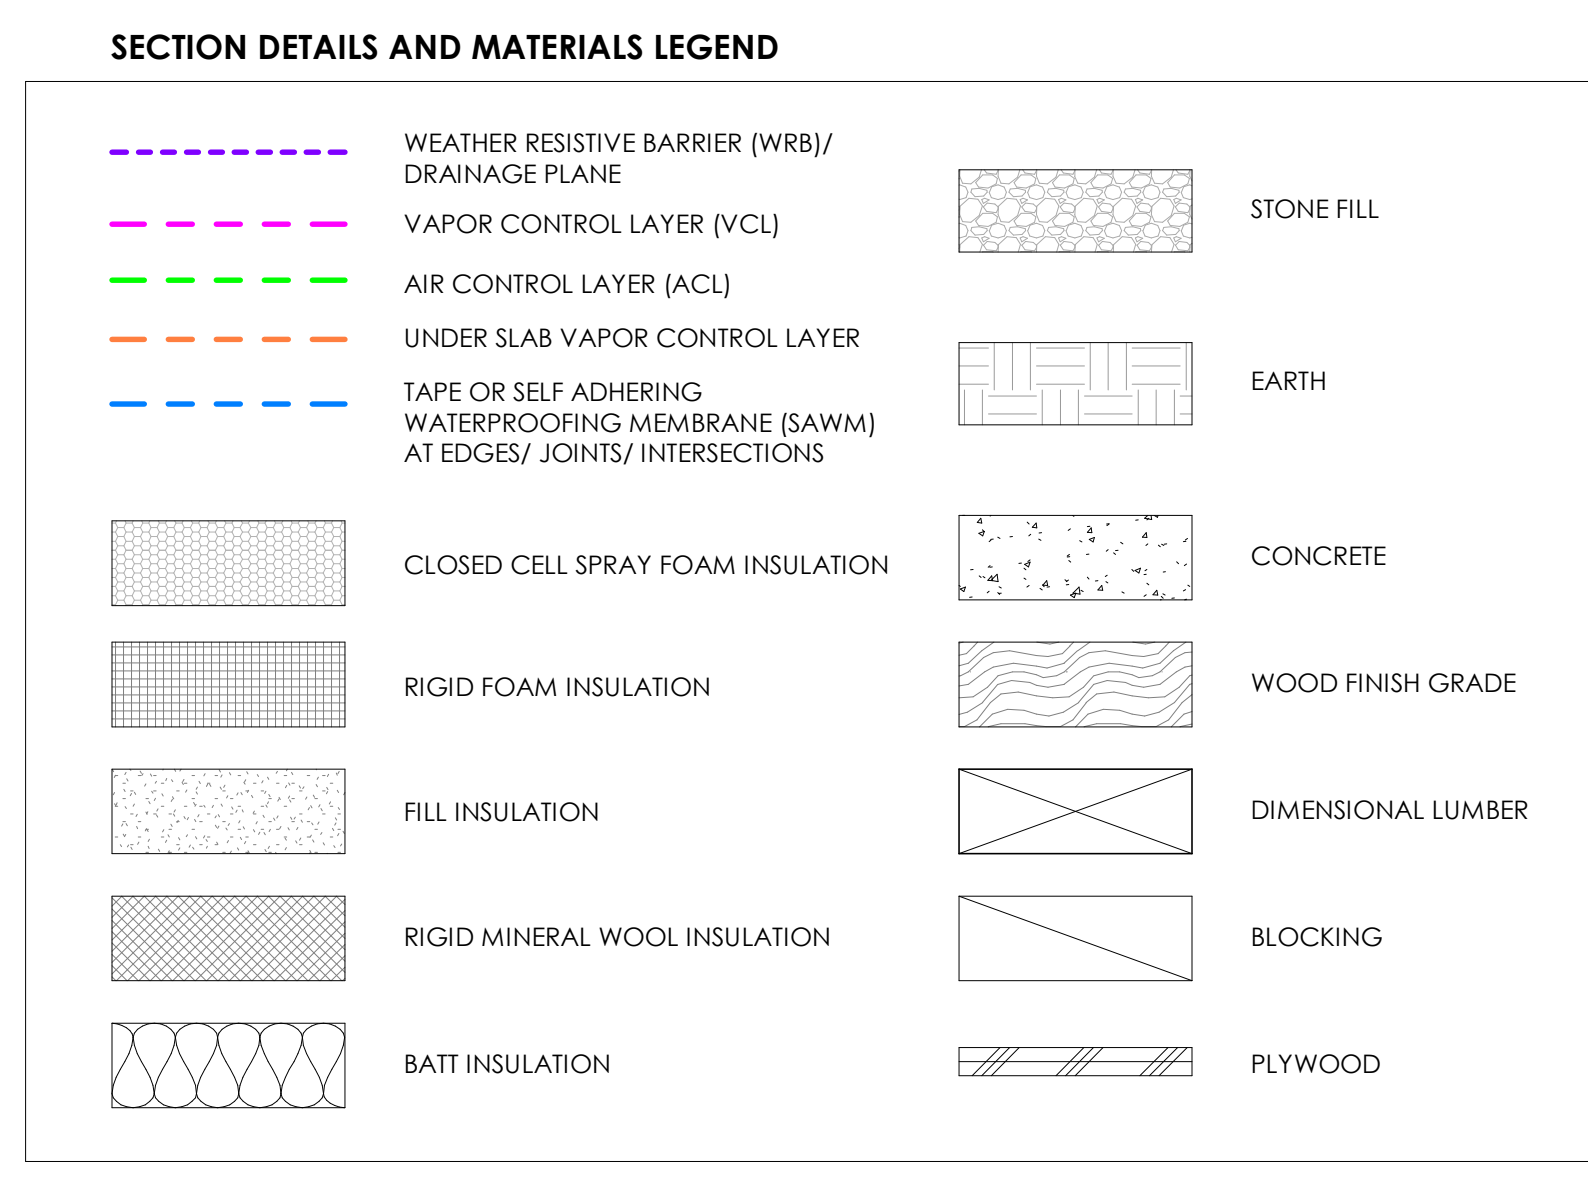 SECTION DETAILS AND MATERIALS LEGEND
WEATHER RESISTIVE BARRIER (WRB)/
DRAINAGE PLANE
VAPOR CONTROL LAYER (VCL)
AIR CONTROL LAYER (ACL)
UNDER SLAB VAPOR CONTROL LAYER
TAPE OR SELF ADHERING
WATERPROOFING MEMBRANE (SAWM)
AT EDGES/ JOINTS/ INTERSECTIONS
CLOSED CELL SPRAY FOAM INSULATION
RIGID FOAM INSULATION
FILL INSULATION
RIGID MINERAL WOOL INSULATION
BATT INSULATION
STONE FILL
EARTH
CONCRETE
WOOD FINISH GRADE
DIMENSIONAL LUMBER
BLOCKING
PLYWOOD